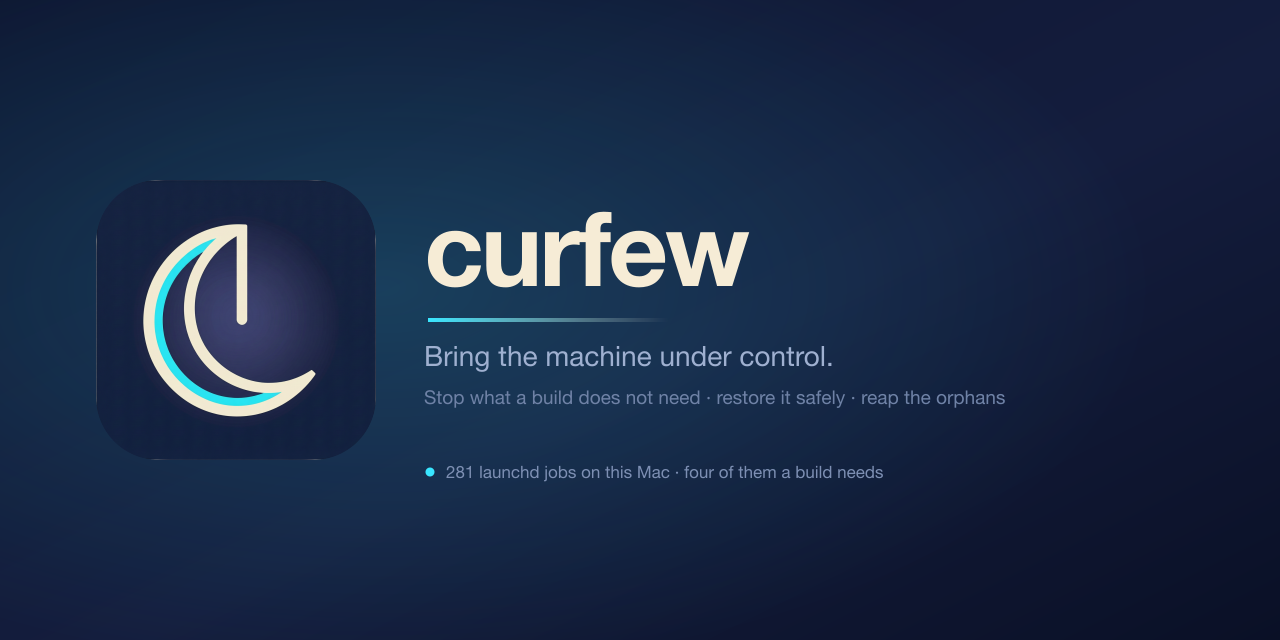 curfew
Bring the machine under control.
Stop what a build does not need · restore it safely · reap the orphans
281 launchd jobs on this Mac · four of them a build needs